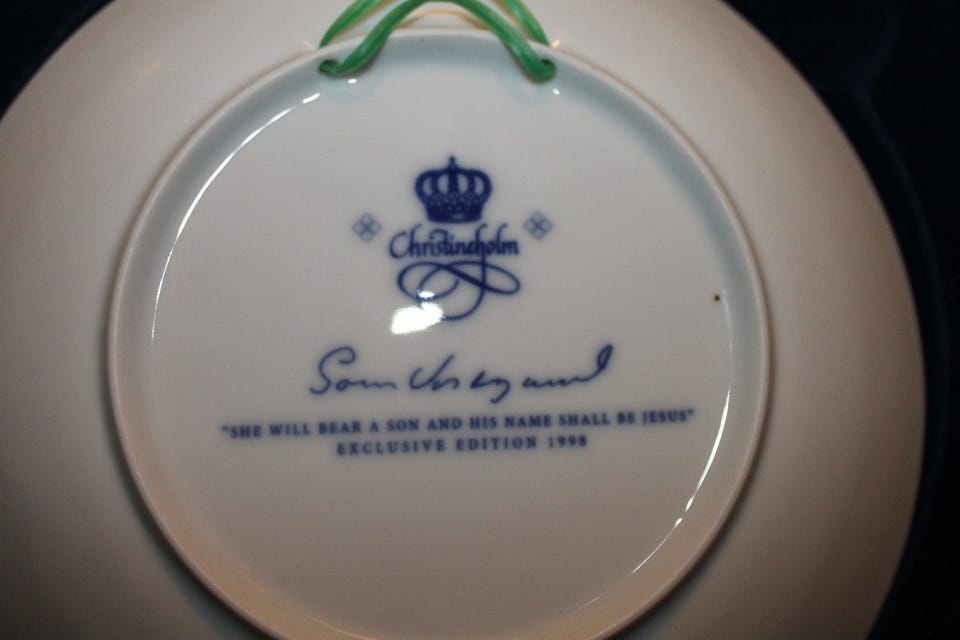 Christineholm
"SHE WILL BEAR A SON AND HIS NAME SHALL BE JESUS"
EXCLUSIVE EDITION 1998